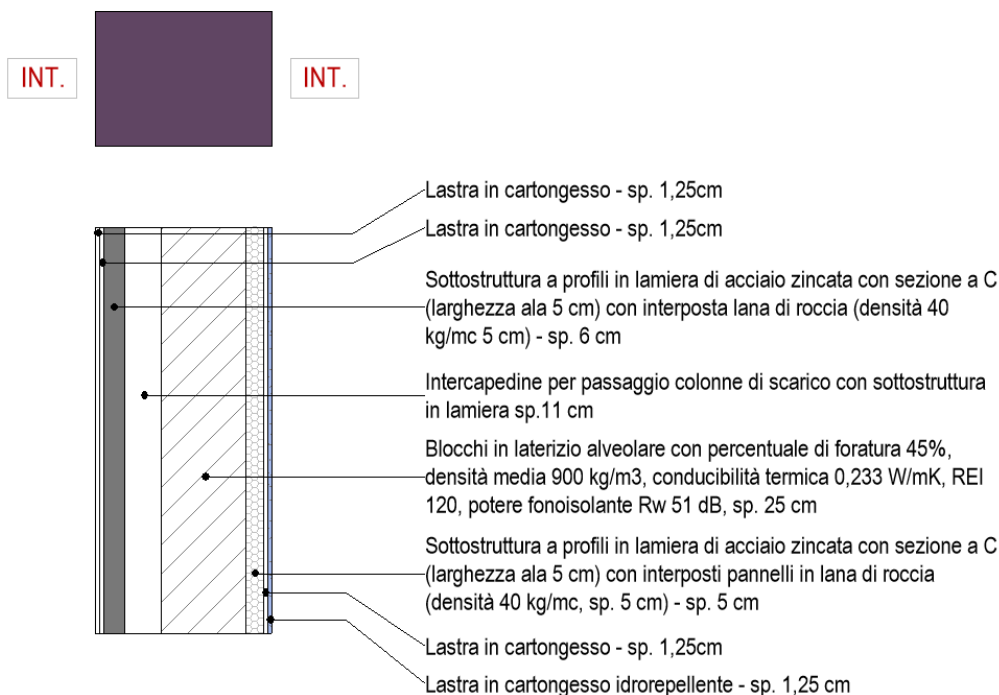 INT.
INT.
Lastra in cartongesso - sp. 1,25cm
Lastra in cartongesso - sp. 1,25cm
Sottostruttura a profili in lamiera di acciaio zincata con sezione a C
(larghezza ala 5 cm) con interposta lana di roccia (densità 40
kg/mc 5 cm) - sp. 6 cm
Intercapedine per passaggio colonne di scarico con sottostruttura
in lamiera sp.11 cm
Blocchi in laterizio alveolare con percentuale di foratura 45%,
densità media 900 kg/m3, conducibilità termica 0,233 W/mK, REI
120, potere fonoisolante Rw 51 dB, sp. 25 cm
Sottostruttura a profili in lamiera di acciaio zincata con sezione a C
(larghezza ala 5 cm) con interposti pannelli in lana di roccia
(densità 40 kg/mc, sp. 5 cm) - sp. 5 cm
Lastra in cartongesso - sp. 1,25cm
Lastra in cartongesso idrorepellente - sp. 1,25 cm